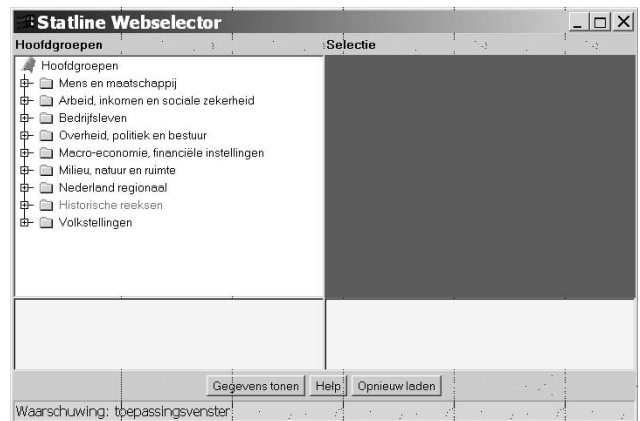 Statline Webselector
Hoofdgroepen Selectie
Hoofdgroepen
Mens en maatschappij
Arbeid, inkomen en sociale zekerheid
Bedrijfsleven
Overheid, politiek en bestuur
Macro-economie, financiële instellingen
Milieu, natuur en ruimte
Nederland regionaal
Historische reeksen
Volkstellingen
Gegevens tonen Help Opnieuw laden
Waarschuwing: toepassingsvenster